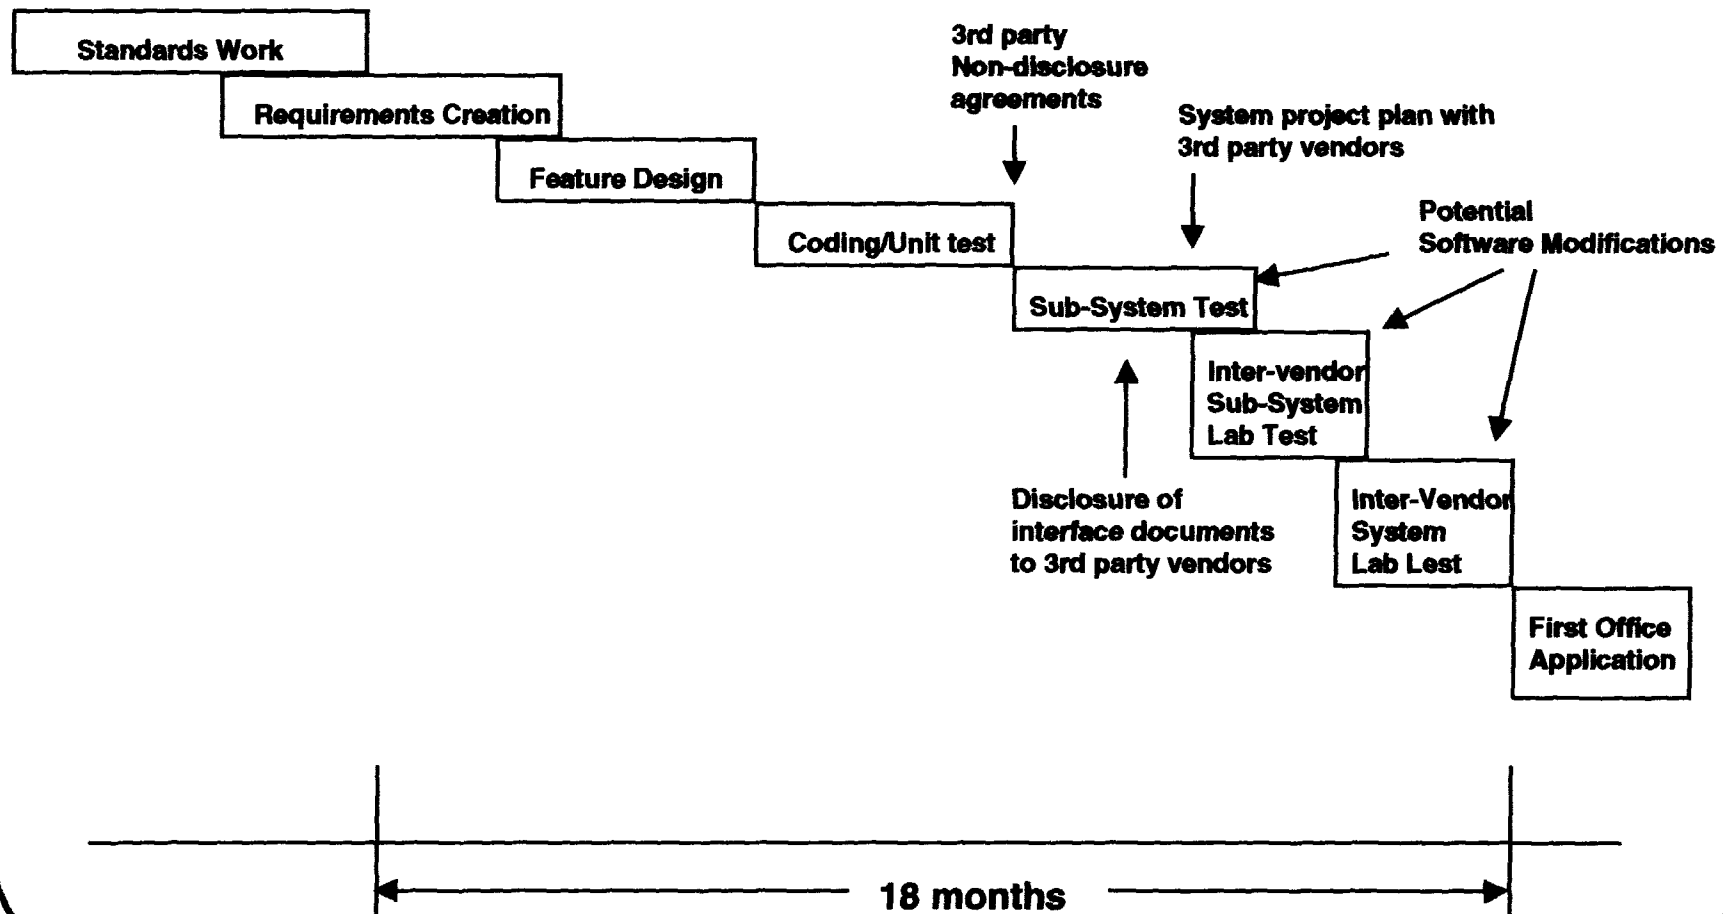 Standards Work
Requirements Creation
Feature Design
Coding/Unit test
3rd party
Non-disclosure
agreements
System project plan with
3rd party vendors
Potential
Software Modifications
Sub-System Test
Inter-vendor
Sub-System
Lab Test
Disclosure of
interface documents
to 3rd party vendors
Inter-Vendor
System
Lab Lest
First Office
Application
18 months